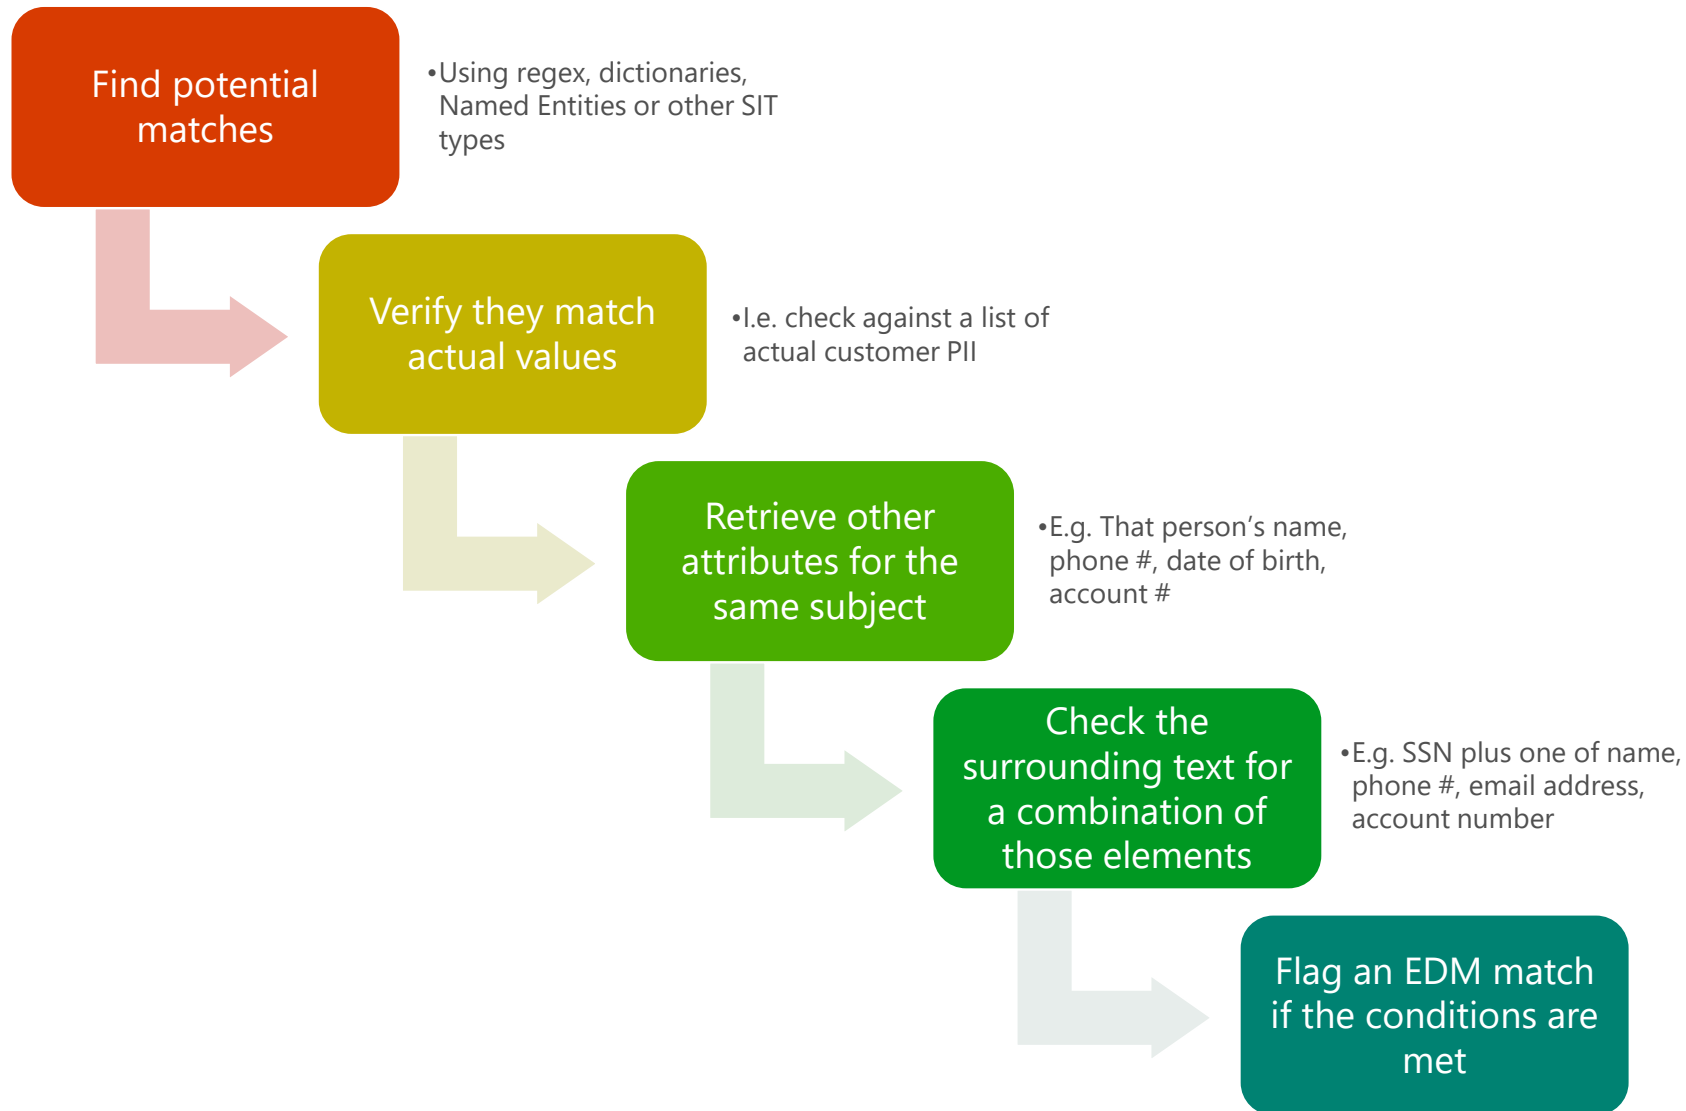 Find potential
matches
•Using regex, dictionaries,
Named Entities or other SIT
types
Verify they match
actual values
•I.e. check against a list of
actual customer PII
Retrieve other
attributes for the
same subject
•E.g. That person’s name,
phone #, date of birth,
account #
Check the
surrounding text for
a combination of
those elements
•E.g. SSN plus one of name,
phone #, email address,
account number
Flag an EDM match
if the conditions are
met